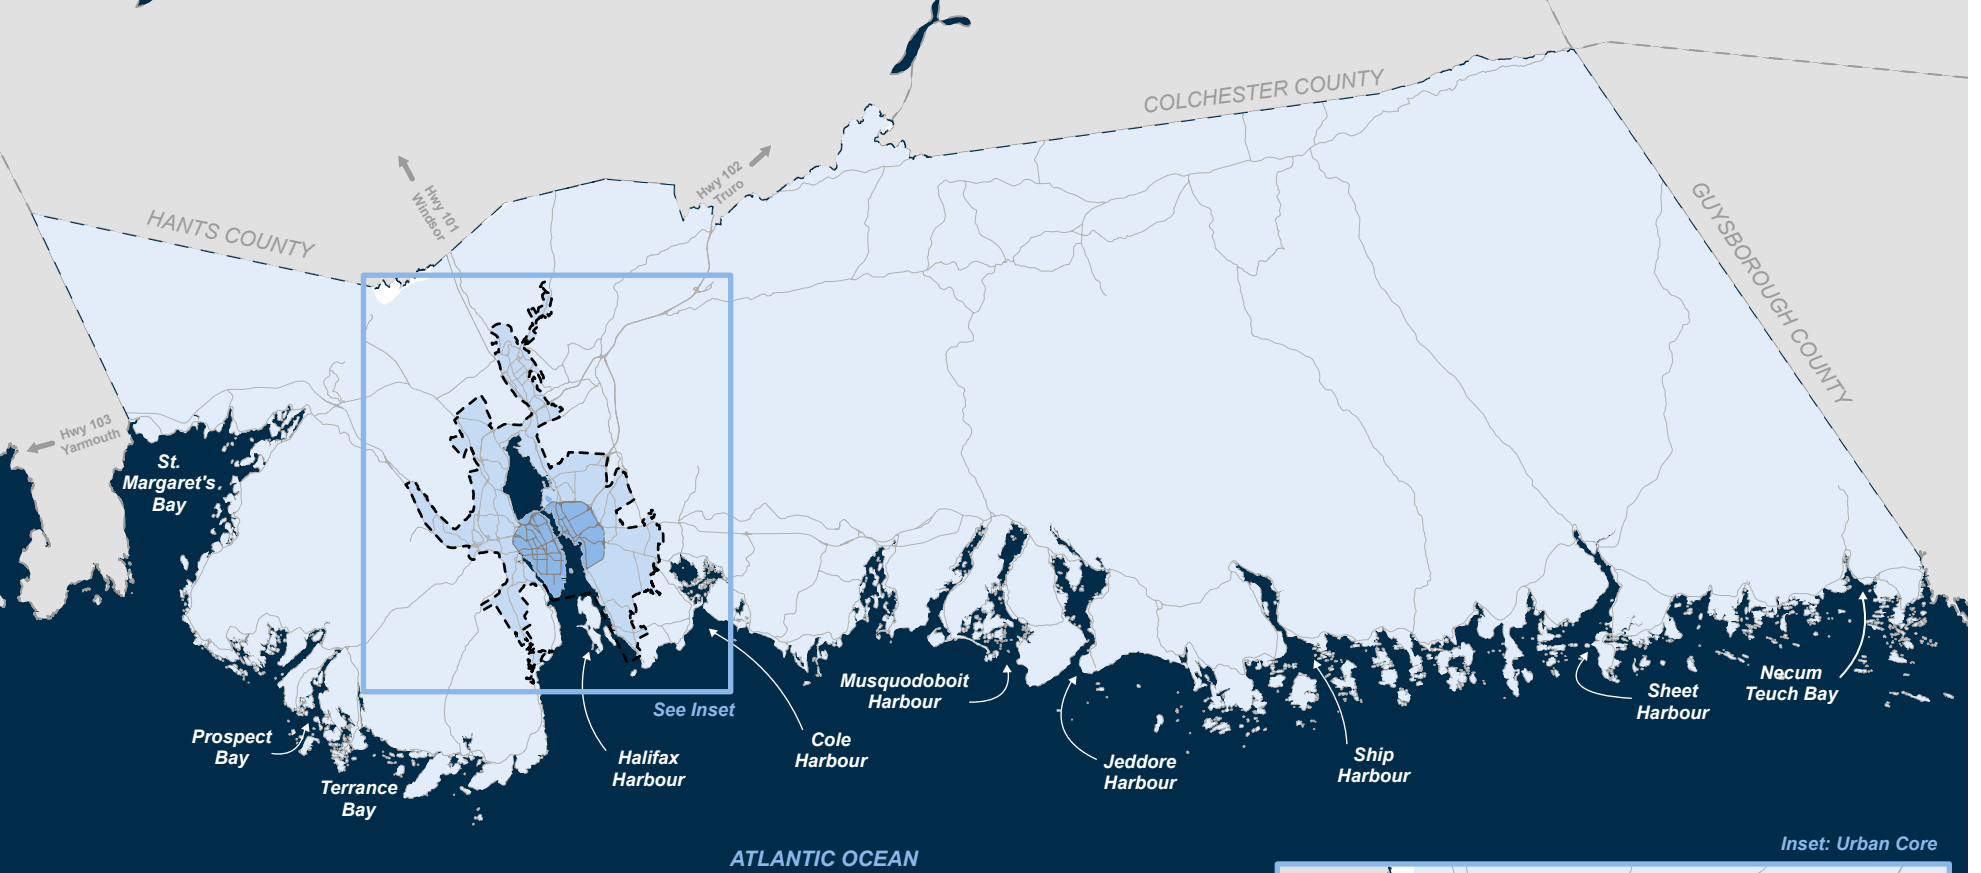 COLCHESTER COUNTY
Hwy 102
Truro
Hwy 101
Windsor
HANTS COUNTY
GUYSBOROUGH COUNTY
Hwy 103
Yarmouth
St.
Margaret's
Bay
See Inset
Musquodoboit
Harbour
Necum
Teuch Bay
Sheet
Harbour
Prospect
Bay
Cole
Harbour
Halifax
Harbour
Jeddore
Harbour
Ship
Harbour
Terrance
Bay
ATLANTIC OCEAN
Inset: Urban Core